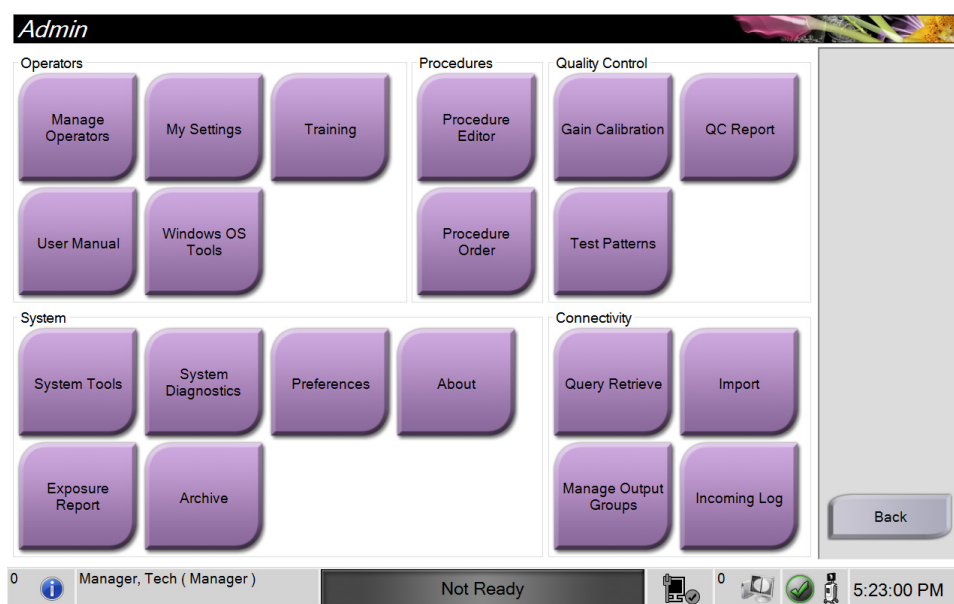 Admin
Operators
Manage
Operators
My Settings
Training
User Manual
Windows OS
Tools
Procedures
Procedure
Editor
Procedure
Order
Quality Control
Gain Calibration
QC Report
Test Patterns
System
System Tools
System
Diagnostics
Preferences
About
Exposure
Report
Archive
Connectivity
Query Retrieve
Import
Manage Output
Groups
Incoming Log
Back
0
Manager, Tech ( Manager )
Not Ready
0
5:23:00 PM